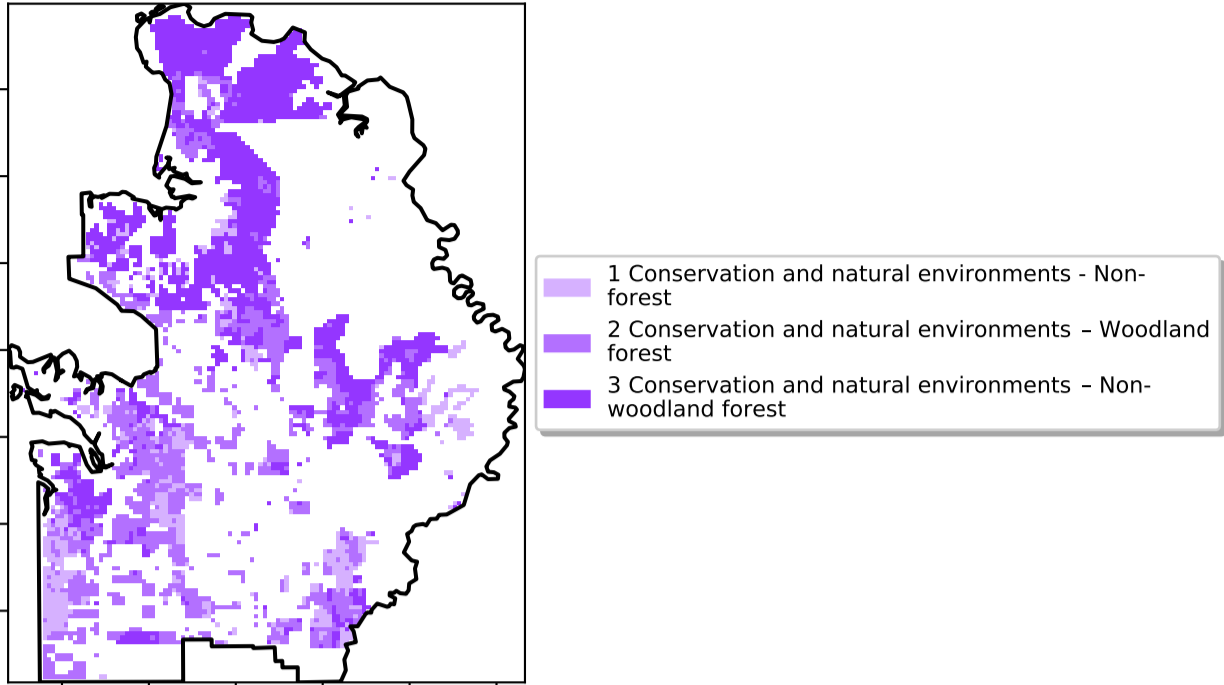 1 Conservation and natural environments - Non-
forest
2 Conservation and natural environments – Woodland
forest
3 Conservation and natural environments – Non-
woodland forest